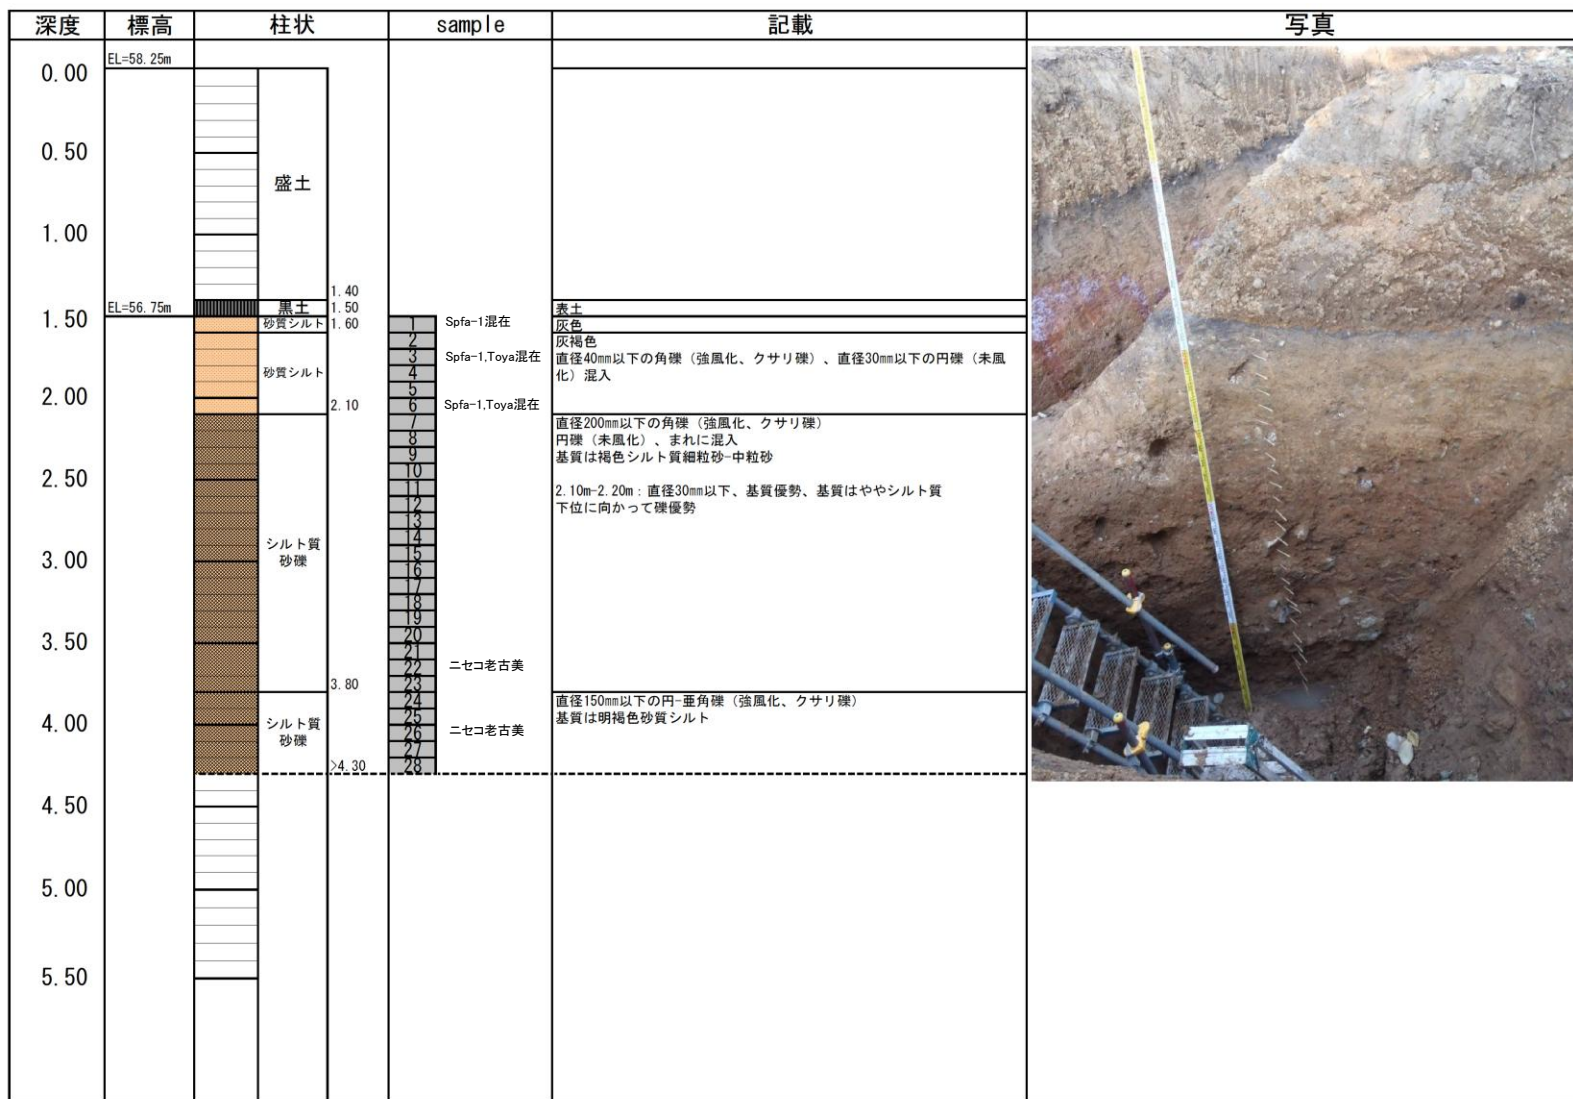 深度 標高 柱状 sample 記載 写真
EL=58.25m
0.00
0.50
盛土
1.00
1.40
EL=56.75m 黒土 1.50 表土
1.50 砂質シルト 1.60 1 Spfa-1混在 灰色
2 灰褐色
3 Spfa-1,Toya混在 直径40mm以下の角礫（強風化、クサリ礫）、直径30mm以下の円礫（未風
砂質シルト 4 化）混入
5
2.00 2.10 6 Spfa-1,Toya混在
7 直径200mm以下の角礫（強風化、クサリ礫）
8 円礫（未風化）、まれに混入
9 基質は褐色シルト質細粒砂-中粒砂
2.50 10
11 2.10m-2.20m：直径30mm以下、基質優勢、基質はややシルト質
12 下位に向かって礫優勢
13
14
シルト質
砂礫
15
3.00 16
17
18
19
20
3.50 21
22 ニセコ老古美
3.80 23
24 直径150mm以下の円-亜角礫（強風化、クサリ礫）
25 基質は明褐色砂質シルト
4.00 シルト質
砂礫
26 ニセコ老古美
27
>4.30 28
4.50
5.00
5.50